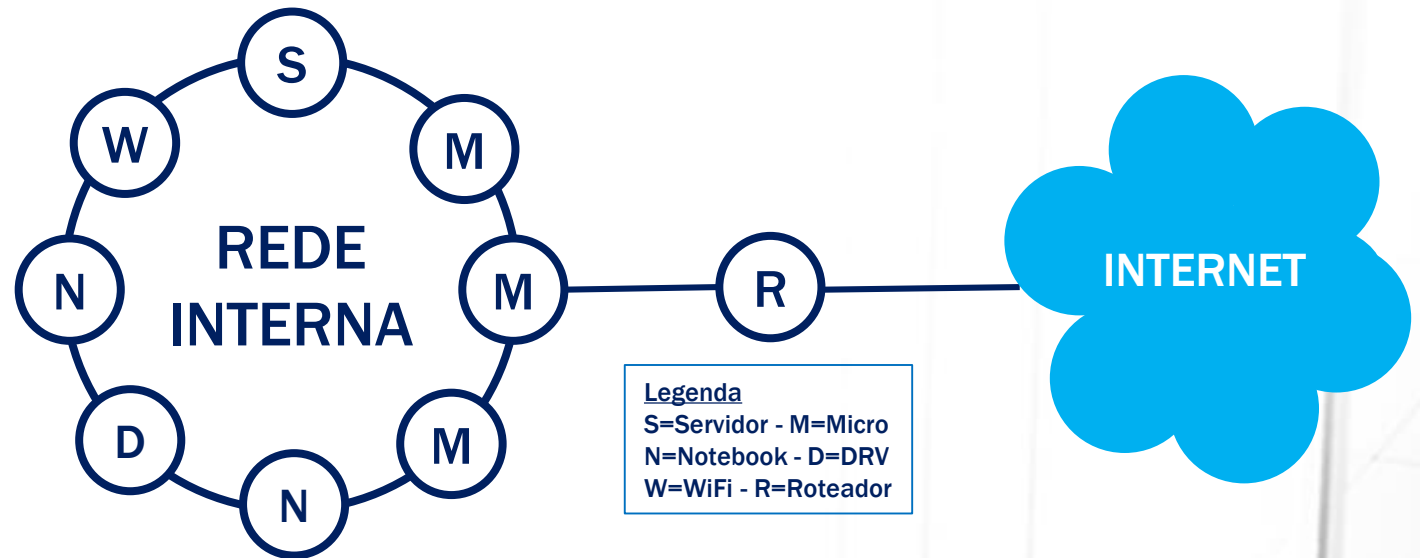 S
W
M
REDE
INTERNA
N
M
R
INTERNET
D
M
N
Legenda
S=Servidor - M=Micro
N=Notebook - D=DRV
W=WiFi - R=Roteador